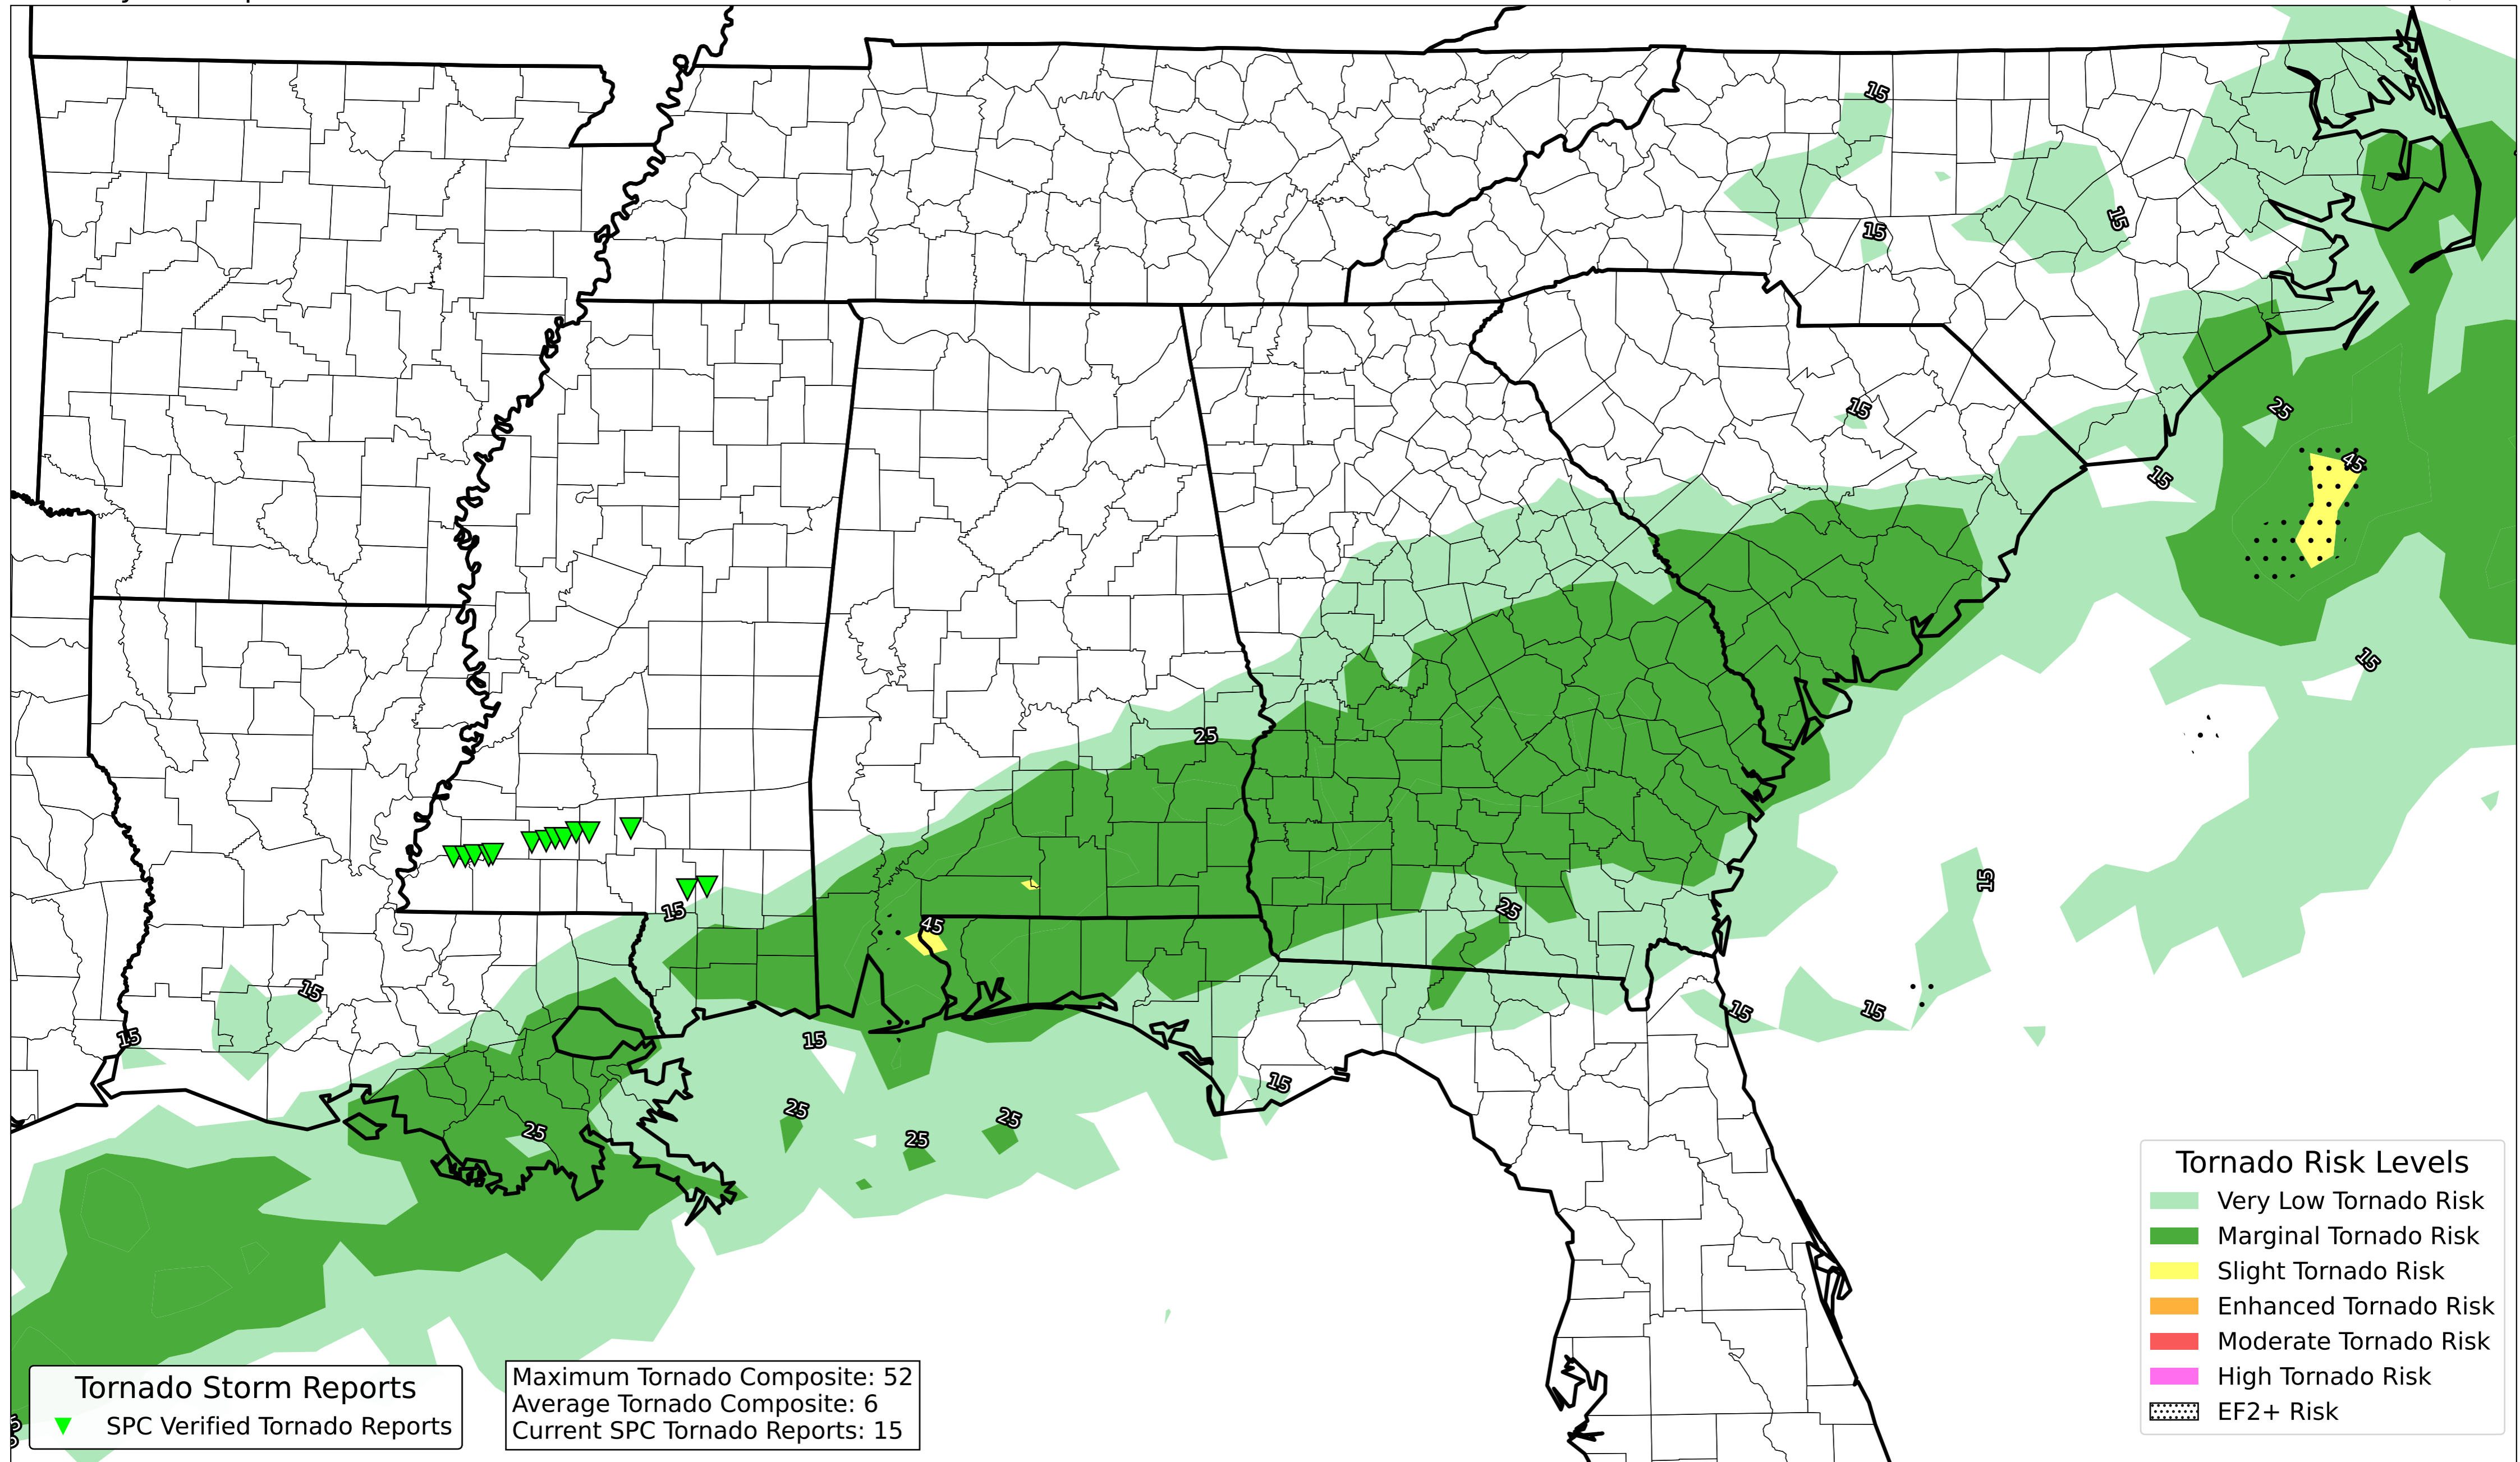 15
15
15
15
25
45
15
15
25
15
25
45
15
15
15
15
15
15
15
15
25
25
25
25
15
Tornado Risk Levels
Very Low Tornado Risk
Marginal Tornado Risk
Slight Tornado Risk
Enhanced Tornado Risk
Moderate Tornado Risk
High Tornado Risk
EF2+ Risk
Tornado Storm Reports
SPC Verified Tornado Reports
Maximum Tornado Composite: 52
Average Tornado Composite: 6
Current SPC Tornado Reports: 15